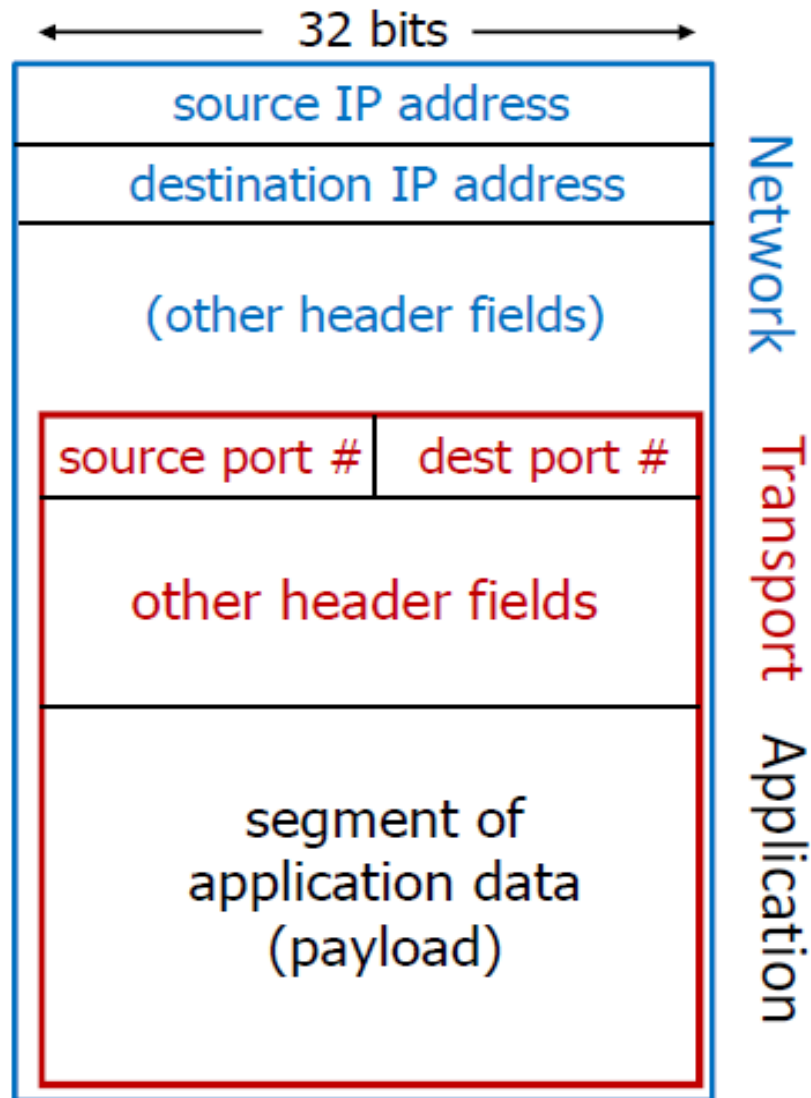 32 bits
source IP address
destination IP address
(other header fields)
Network
source port #
dest port #
other header fields
Transport
segment of
application data
(payload)
Application